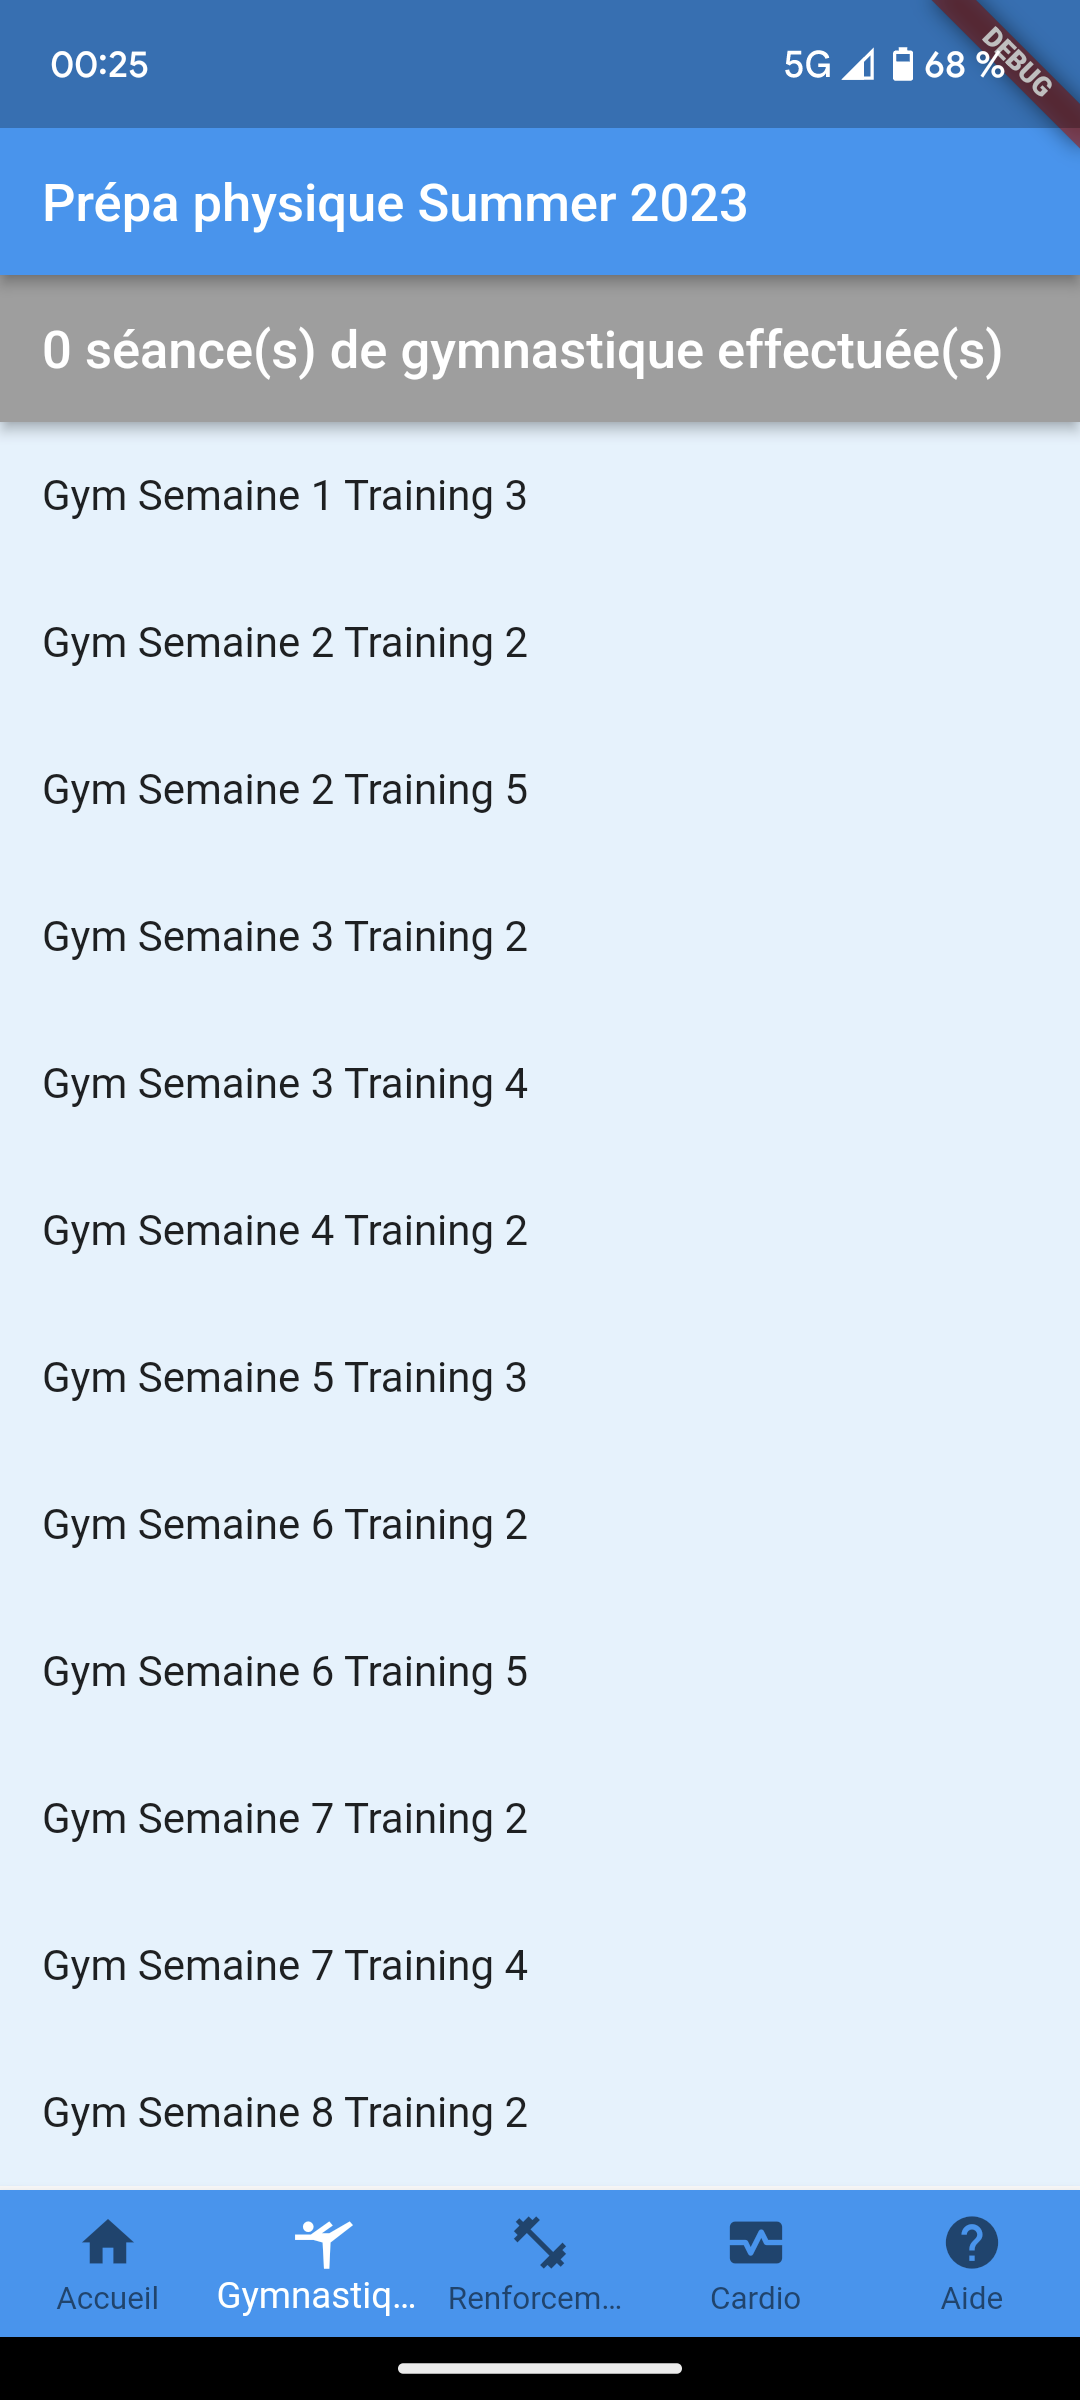 00:25
5G 68 %
DEBUG
Prépa physique Summer 2023
0 séance(s) de gymnastique effectuée(s)
Gym Semaine 1 Training 3
Gym Semaine 2 Training 2
Gym Semaine 2 Training 5
Gym Semaine 3 Training 2
Gym Semaine 3 Training 4
Gym Semaine 4 Training 2
Gym Semaine 5 Training 3
Gym Semaine 6 Training 2
Gym Semaine 6 Training 5
Gym Semaine 7 Training 2
Gym Semaine 7 Training 4
Gym Semaine 8 Training 2
Accueil
Gymnastiq...
Renforcem...
Cardio
Aide